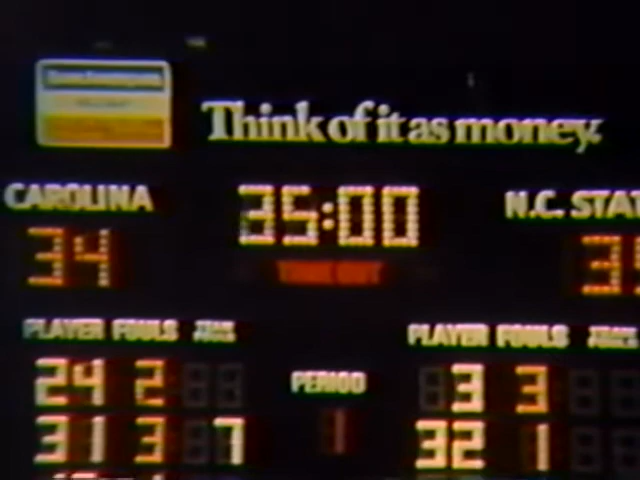 Think of it as money.
CAROLINA 35:00 N.C. STAT
34 TIME OUT 3
PLAYER FOULS PLAYER FOULS
24 2 PERIOD 3 3
31 3 7 1 32 1